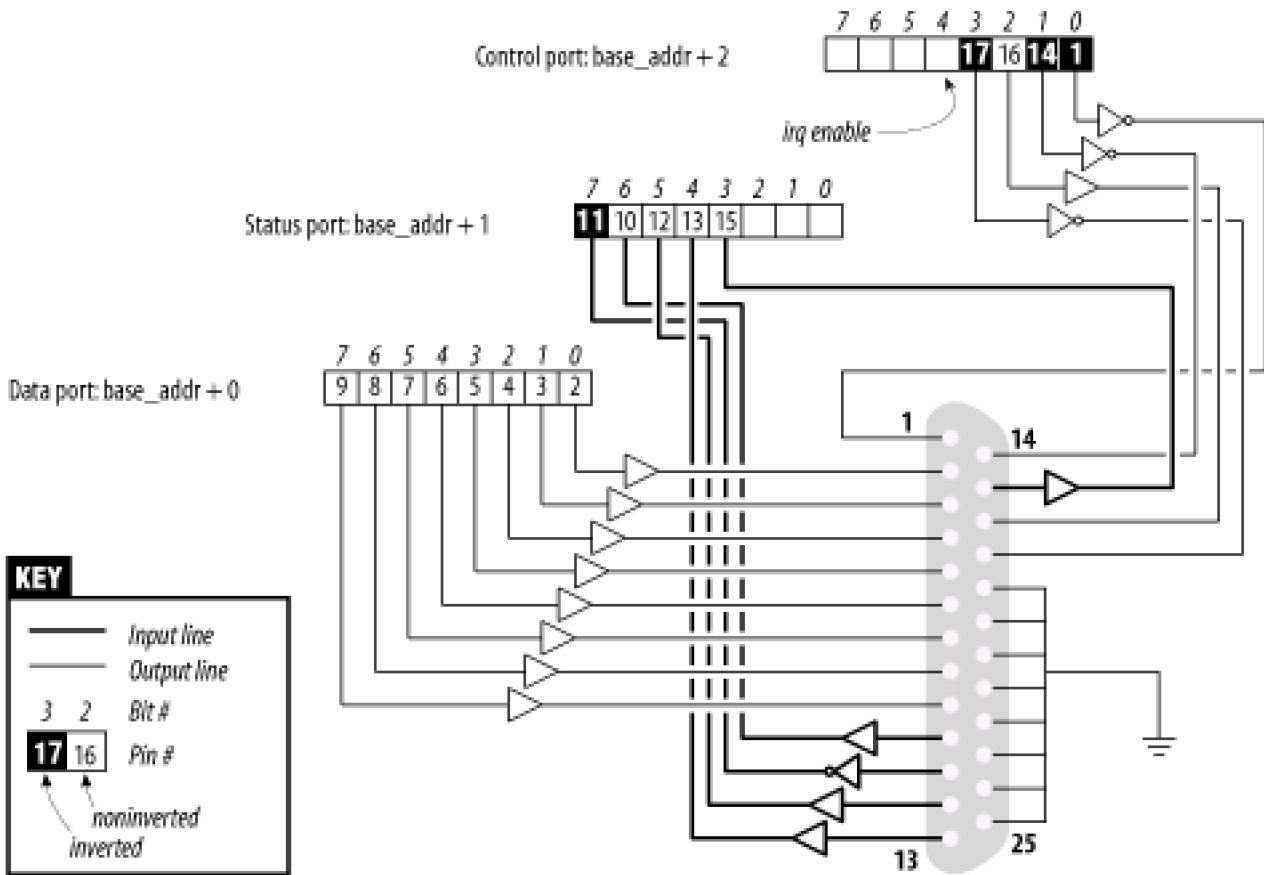 7 6 5 4 3 2 1 0
Control port: base_addr + 2
17 16 14 1
irq enable
7 6 5 4 3 2 1 0
Status port: base_addr + 1
11 10 12 13 15
7 6 5 4 3 2 1 0
Data port: base_addr + 0
9 8 7 6 5 4 3 2
1
14
KEY
Input line
Output line
3 2 Bit #
17 16 Pin #
noninverted
inverted
13
25